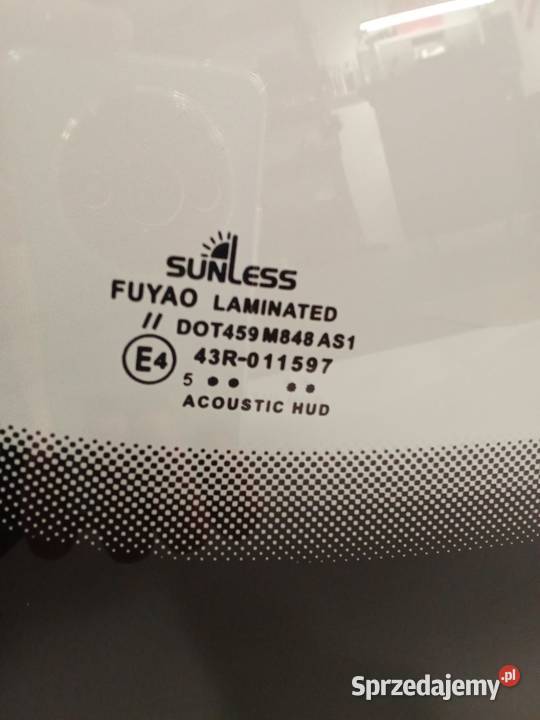 SUNLESS
FUYAO LAMINATED
// DOT459 M848 AS1
E4 43R-011597
5 •• ••
ACOUSTIC HUD
Sprzedajemy.pl